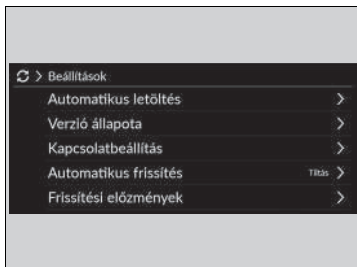 Beállítások
Automatikus letöltés
Verzió állapota
Kapcsolatbeállítás
Automatikus frissítés Tiltás
Frissítési előzmények